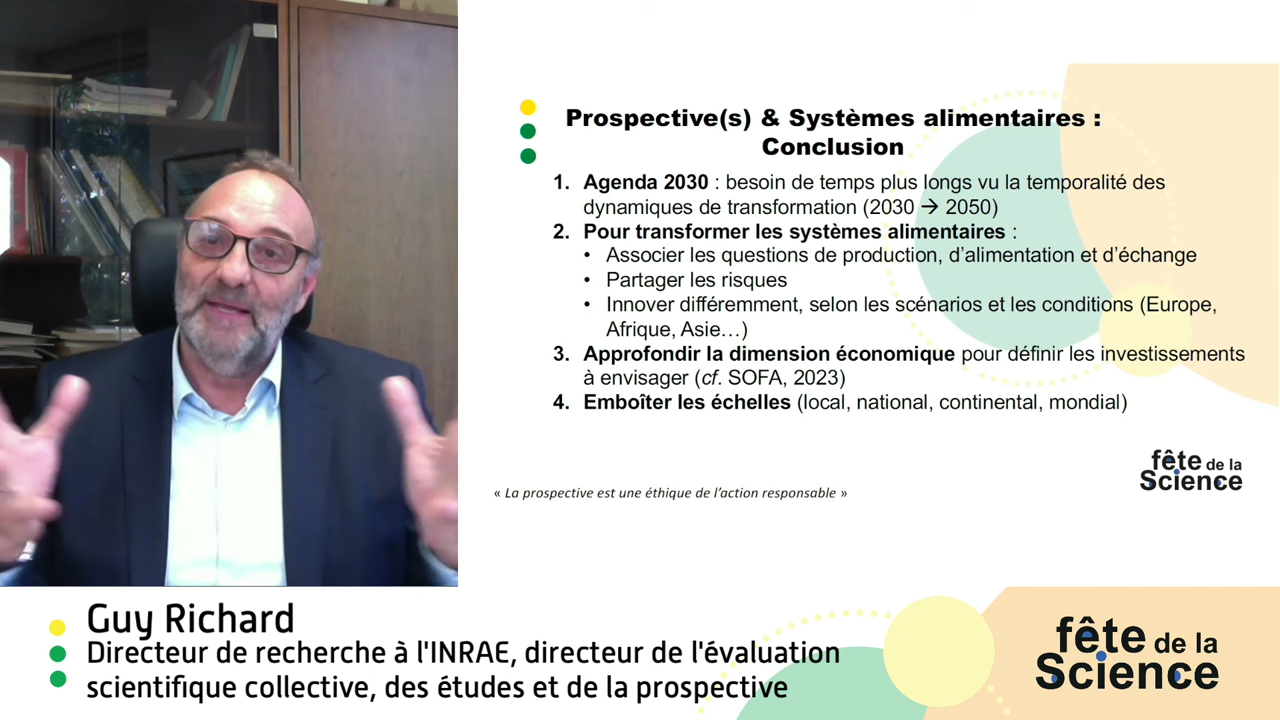 Prospective(s) & Systèmes alimentaires :
Conclusion
1. Agenda 2030 : besoin de temps plus longs vu la temporalité des
dynamiques de transformation (2030 → 2050)
2. Pour transformer les systèmes alimentaires :
• Associer les questions de production, d'alimentation et d'échange
• Partager les risques
• Innover différemment, selon les scénarios et les conditions (Europe,
Afrique, Asie…)
3. Approfondir la dimension économique pour définir les investissements
à envisager (cf. SOFA, 2023)
4. Emboîter les échelles (local, national, continental, mondial)
fête de la
Science
« La prospective est une éthique de l'action responsable »
Guy Richard
Directeur de recherche à l'INRAE, directeur de l'évaluation
scientifique collective, des études et de la prospective
fête de la
Science